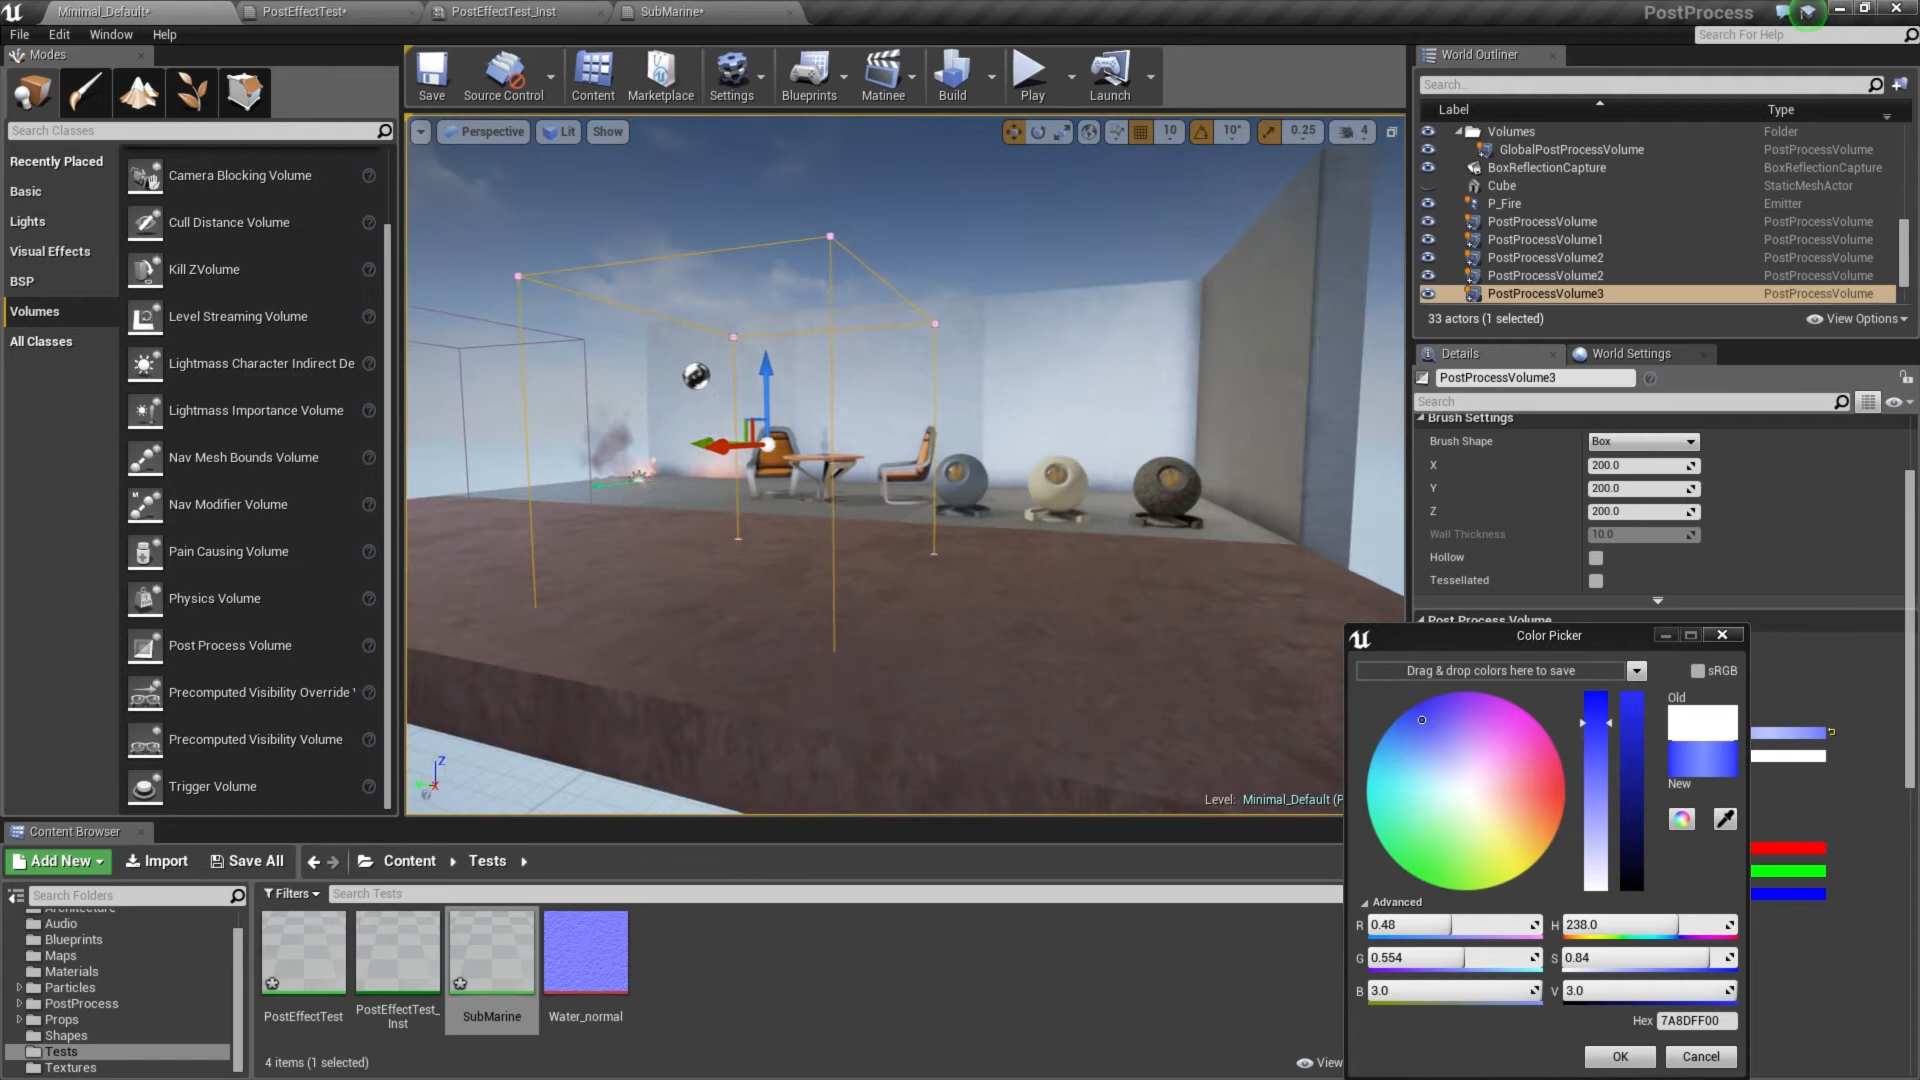 Minimal_Default*
PostEffectTest*
PostEffectTest_Inst
SubMarine*
PostProcess
File
Edit
Window
Help
Search For Help
Modes
Search Classes
Recently Placed
Basic
Lights
Visual Effects
BSP
Volumes
All Classes
Camera Blocking Volume
Cull Distance Volume
Kill ZVolume
Level Streaming Volume
Lightmass Character Indirect De
Lightmass Importance Volume
Nav Mesh Bounds Volume
Nav Modifier Volume
Pain Causing Volume
Physics Volume
Post Process Volume
Precomputed Visibility Override
Precomputed Visibility Volume
Trigger Volume
Save
Source Control
Content
Marketplace
Settings
Blueprints
Matinee
Build
Play
Launch
Perspective
Lit
Show
10
10°
0.25
4
Z
Level: Minimal_Default (P
World Outliner
Search...
Label
Type
Volumes
Folder
GlobalPostProcessVolume
PostProcessVolume
BoxReflectionCapture
BoxReflectionCapture
Cube
StaticMeshActor
P_Fire
Emitter
PostProcessVolume
PostProcessVolume
PostProcessVolume1
PostProcessVolume
PostProcessVolume2
PostProcessVolume
PostProcessVolume2
PostProcessVolume
PostProcessVolume3
PostProcessVolume
33 actors (1 selected)
View Options
Details
World Settings
PostProcessVolume3
Search
Brush Settings
Brush Shape
Box
X
200.0
Y
200.0
Z
200.0
Wall Thickness
10.0
Hollow
Tessellated
Post Process Volume
Color Picker
Drag & drop colors here to save
sRGB
Old
New
Advanced
R
0.48
H
238.0
G
0.554
S
0.84
B
3.0
V
3.0
Hex
7A8DFF00
OK
Cancel
Content Browser
Add New
Import
Save All
Content
Tests
Search Folders
Filters
Search Tests
Architecture
Audio
Blueprints
Maps
Materials
Particles
PostProcess
Props
Shapes
Tests
Textures
PostEffectTest
PostEffectTest_
Inst
SubMarine
Water_normal
4 items (1 selected)
View